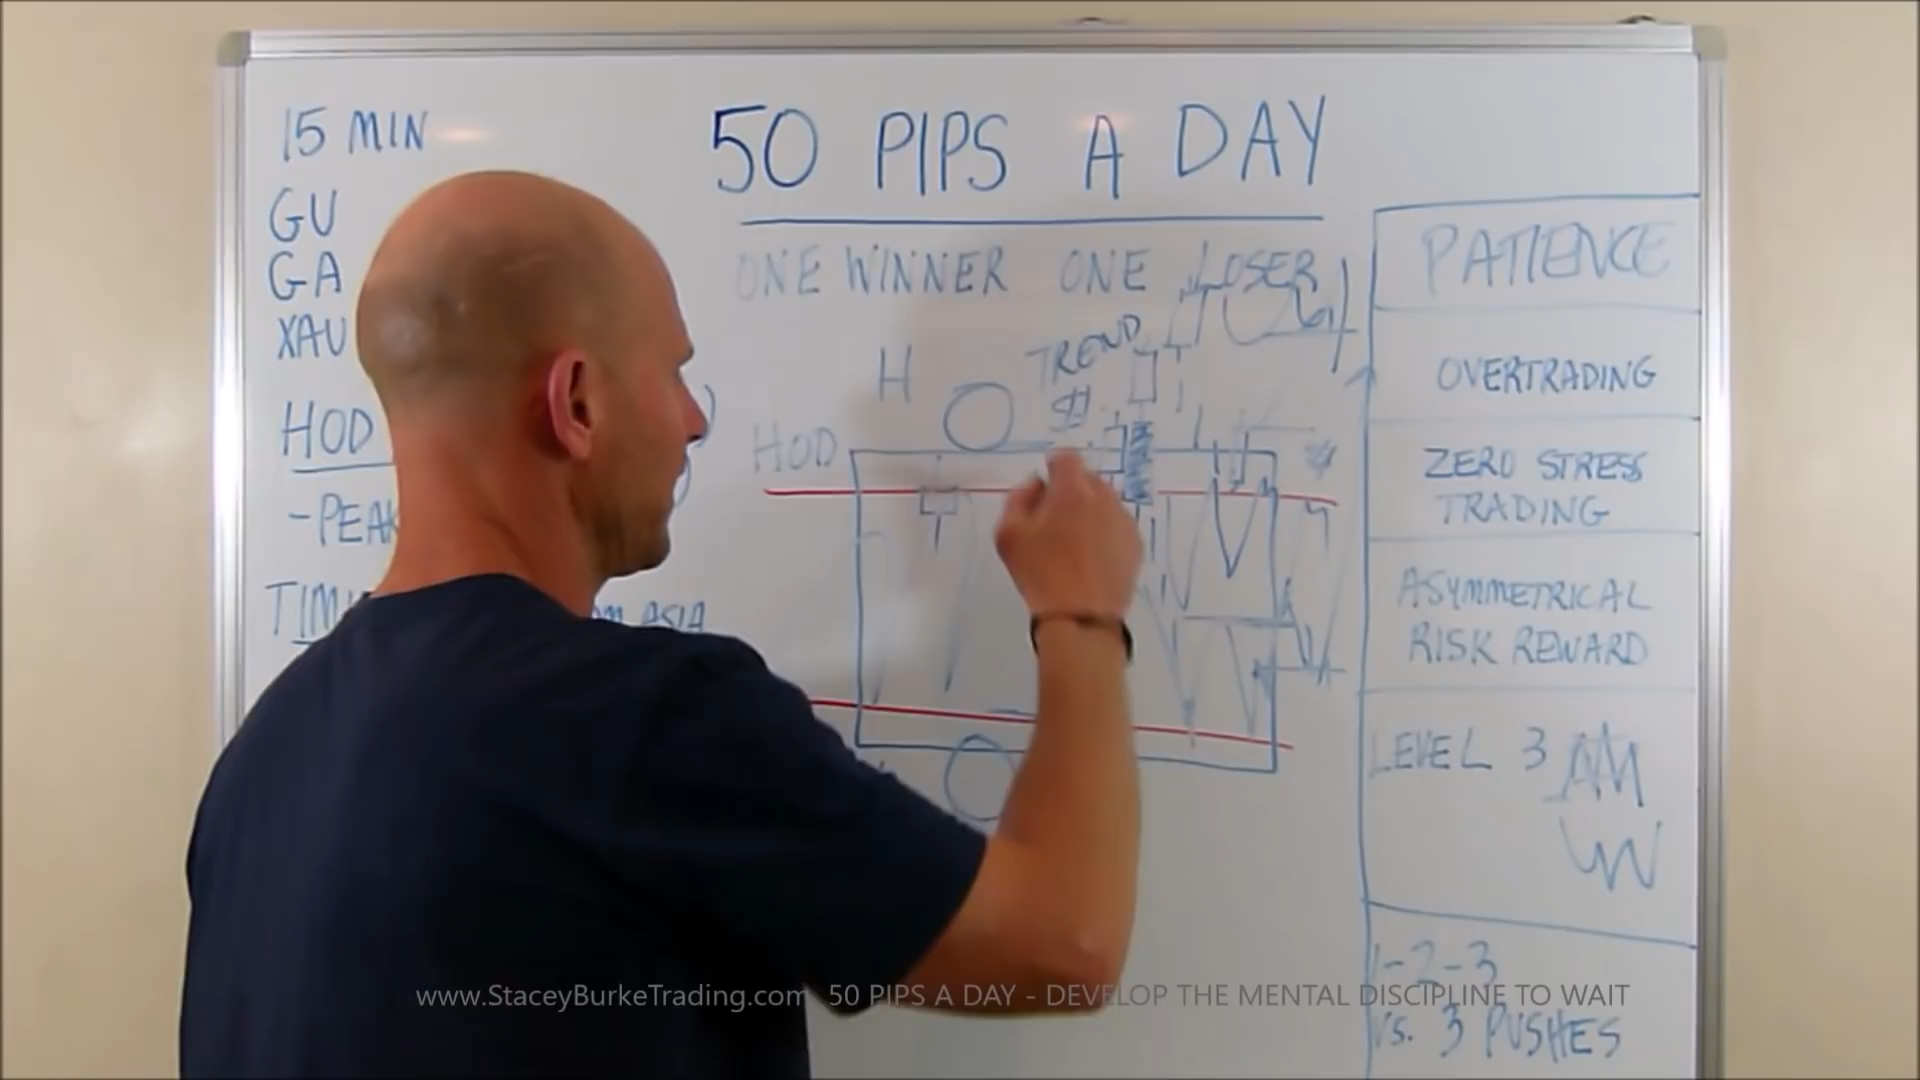 50 PIPS A DAY
15 MIN
GU
GA
XAU
HOD
-PEAK
ASIA
ONE WINNER ONE LOSER
H
TREND
HOD
PATIENCE
OVERTRADING
ZERO STRESS
TRADING
ASYMMETRICAL
RISK REWARD
LEVEL 3
1-2-3
VS. 3 PUSHES
www.StaceyBurkeTrading.com 50 PIPS A DAY - DEVELOP THE MENTAL DISCIPLINE TO WAIT